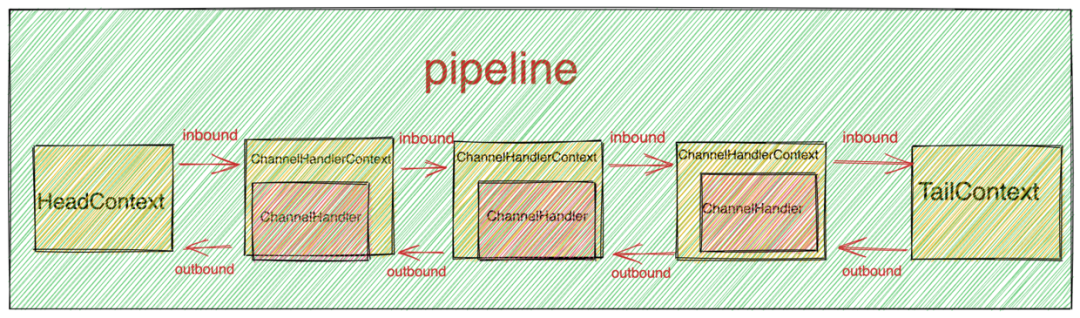 pipeline
inbound
inbound
inbound
inbound
HeadContext
ChannelHandlerContext
ChannelHandler
ChannelHandlerContext
ChannelHandler
ChannelHandlerContext
ChannelHandler
TailContext
outbound
outbound
outbound
outbound